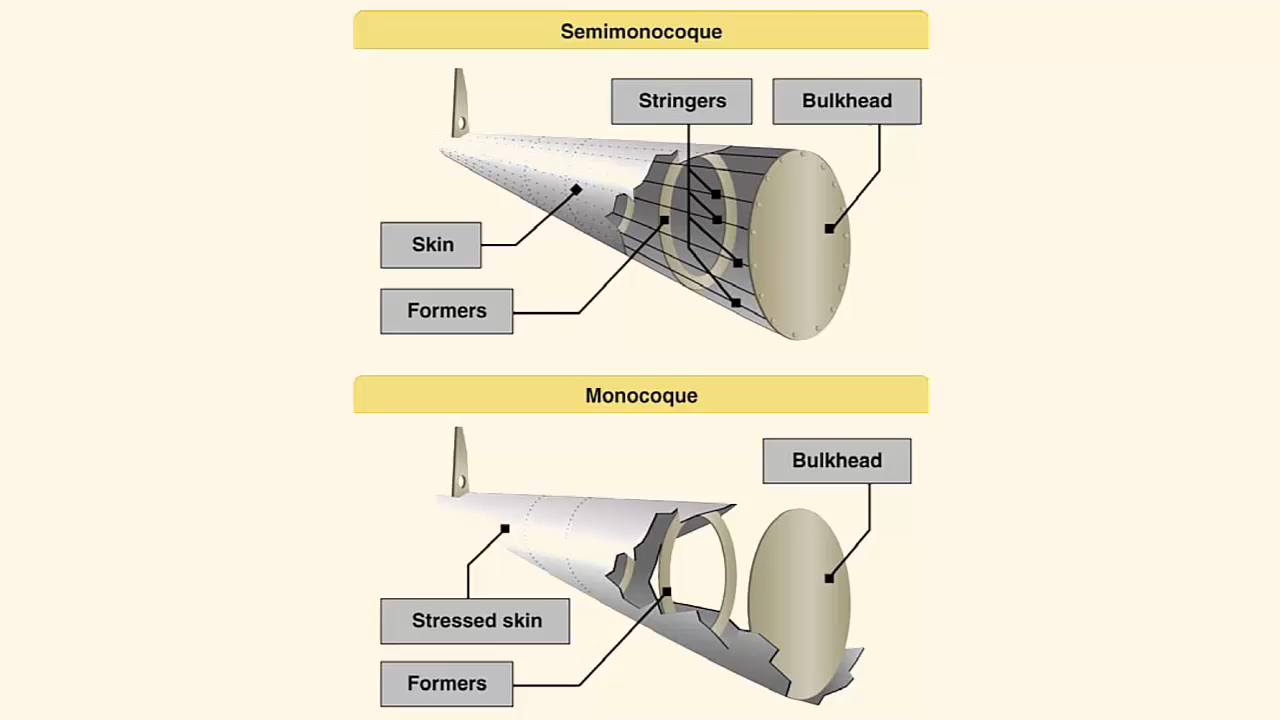 Semimonocoque
Stringers
Bulkhead
Skin
Formers
Monocoque
Bulkhead
Stressed skin
Formers